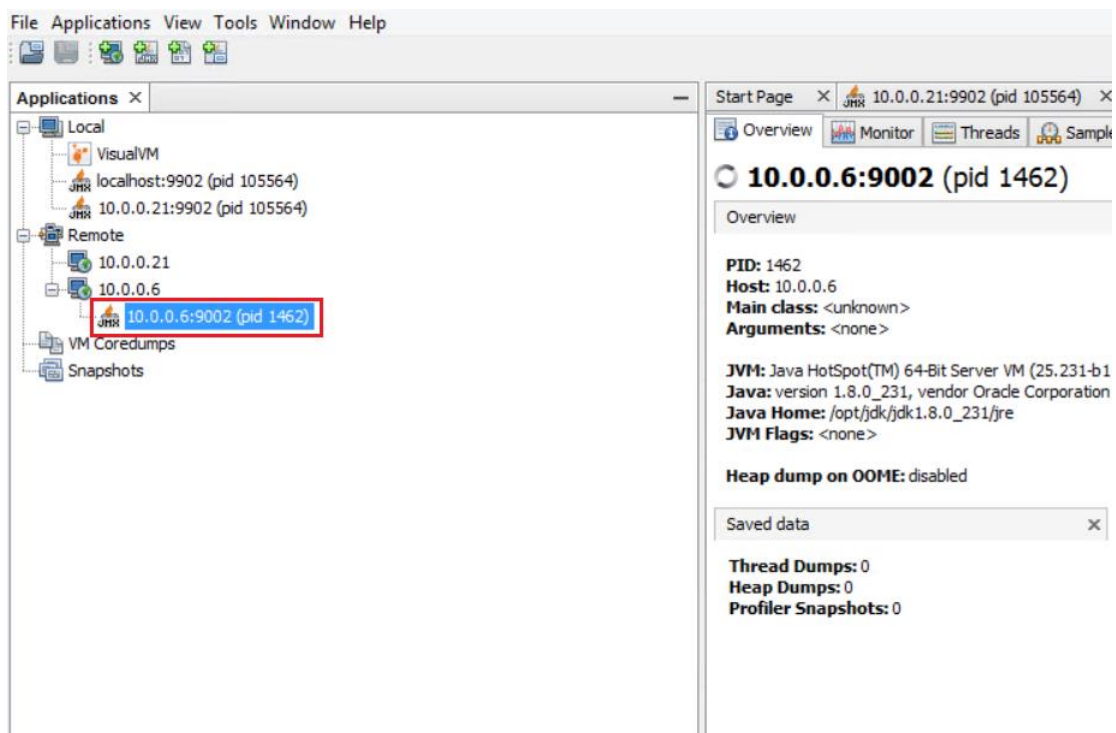 File Applications View Tools Window Help
Applications
Local
VisualVM
localhost:9902 (pid 105564)
10.0.0.21:9902 (pid 105564)
Remote
10.0.0.21
10.0.0.6
10.0.0.6:9002 (pid 1462)
VM Coredumps
Snapshots
Start Page 10.0.0.21:9902 (pid 105564)
Overview Monitor Threads Sample
10.0.0.6:9002 (pid 1462)
Overview
PID: 1462
Host: 10.0.0.6
Main class: <unknown>
Arguments: <none>
JVM: Java HotSpot(TM) 64-Bit Server VM (25.231-b1
Java: version 1.8.0_231, vendor Oracle Corporation
Java Home: /opt/jdk/jdk1.8.0_231/jre
JVM Flags: <none>
Heap dump on OOME: disabled
Saved data
Thread Dumps: 0
Heap Dumps: 0
Profiler Snapshots: 0